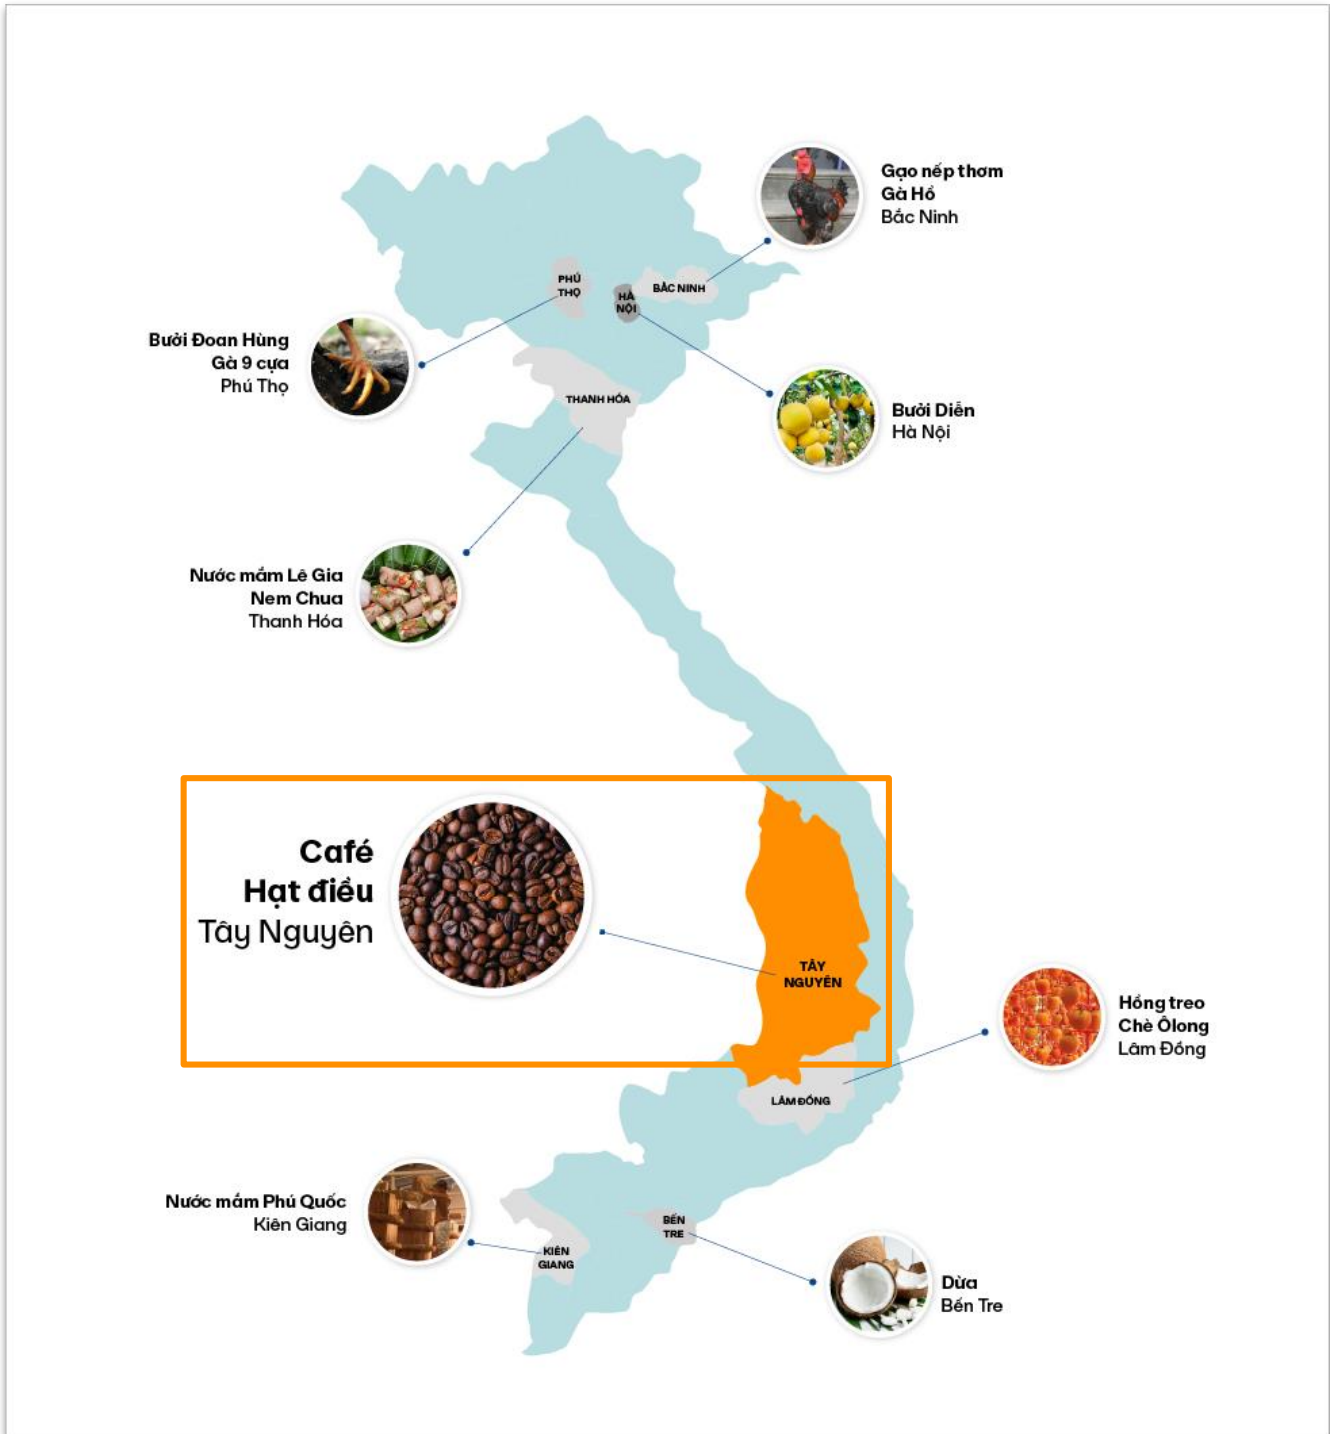 Gạo nếp thơm
Gà Hồ
Bắc Ninh
PHÚ
THỌ
HÀ
NỘI
BẮC NINH
Bưởi Đoan Hùng
Gà 9 cựa
Phú Thọ
THANH HÓA
Bưởi Diễn
Hà Nội
Nước mắm Lê Gia
Nem Chua
Thanh Hóa
Café
Hạt điều
Tây Nguyên
TÂY
NGUYÊN
Hồng treo
Chè Ôlong
Lâm Đồng
LÂM ĐỒNG
Nước mắm Phú Quốc
Kiên Giang
KIÊN
GIANG
BẾN
TRE
Dừa
Bến Tre